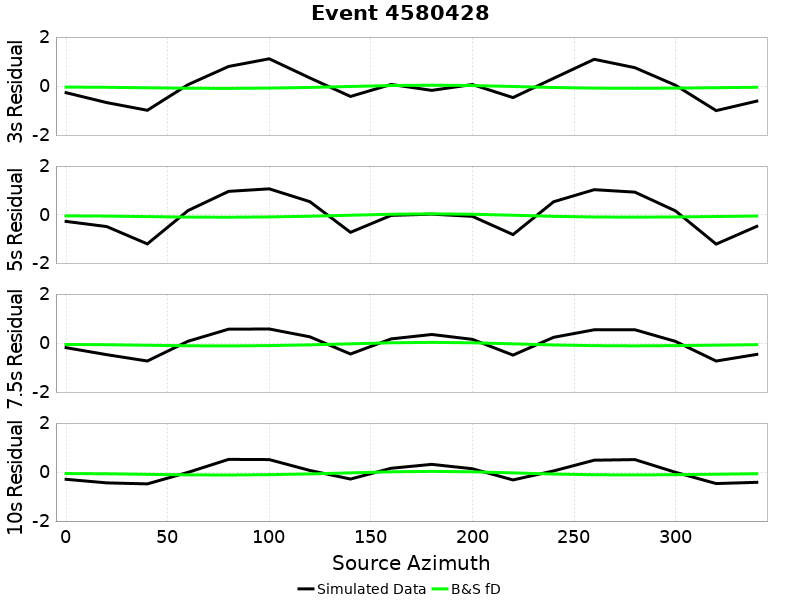 Event 4580428
3s Residual
2
0
-2
5s Residual
2
0
-2
7.5s Residual
2
0
-2
10s Residual
2
0
-2
0 50 100 150 200 250 300
Source Azimuth
Simulated Data B&S fD